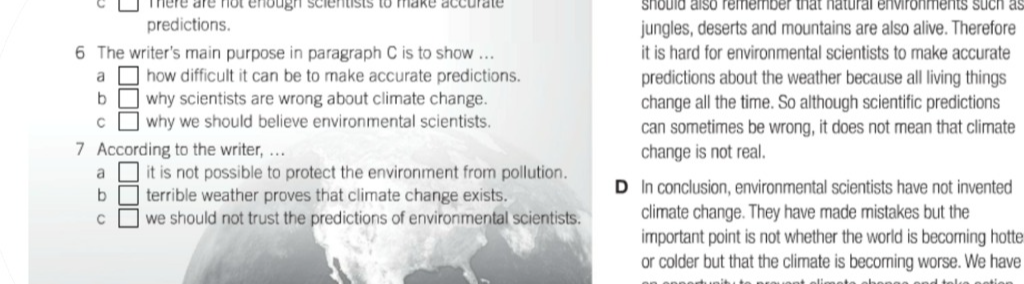 c There are not enough scientists to make accurate
predictions.
6 The writer's main purpose in paragraph C is to show ...
a how difficult it can be to make accurate predictions.
b why scientists are wrong about climate change.
c why we should believe environmental scientists.
7 According to the writer, ...
a it is not possible to protect the environment from pollution.
b terrible weather proves that climate change exists.
c we should not trust the predictions of environmental scientists.
should also remember that natural environments such as
jungles, deserts and mountains are also alive. Therefore
it is hard for environmental scientists to make accurate
predictions about the weather because all living things
change all the time. So although scientific predictions
can sometimes be wrong, it does not mean that climate
change is not real.
D In conclusion, environmental scientists have not invented
climate change. They have made mistakes but the
important point is not whether the world is becoming hotte
or colder but that the climate is becoming worse. We have